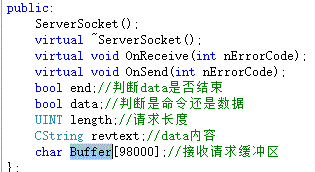 public:
ServerSocket();
virtual ~ServerSocket();
virtual void OnReceive(int nErrorCode);
virtual void OnSend(int nErrorCode);
bool end;//判断data是否结束
bool data;//判断是命令还是数据
UINT length;//请求长度
CString revtext;//data内容
char Buffer[98000];//接收请求缓冲区
};